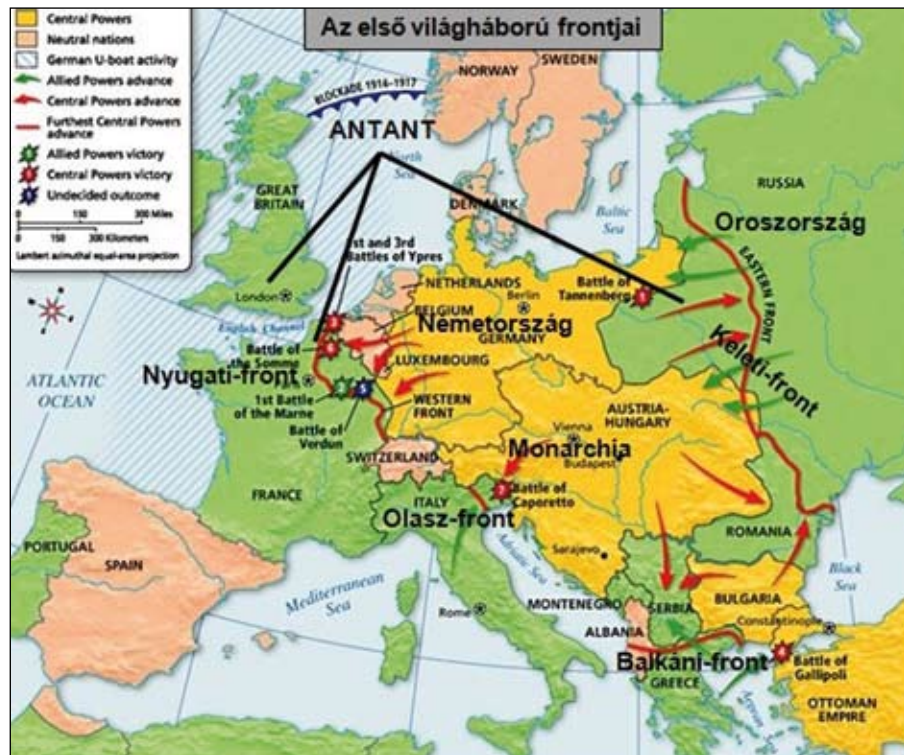 Az első világháború frontjai
Central Powers
Neutral nations
German U-boat activity
Allied Powers advance
Central Powers advance
Furthest Central Powers
advance
Allied Powers victory
Central Powers victory
Undecided outcome
0 150 300 Miles
0 150 300 Kilometers
Lambert azimuthal equal-area projection
NORWAY
SWEDEN
BLOCKADE 1914–1917
ANTANT
North
Sea
GREAT
BRITAIN
DENMARK
Baltic
Sea
RUSSIA
Oroszország
EASTERN FRONT
1st and 3rd
Battles of Ypres
London
NETHERLANDS
Berlin
Battle of
Tannenberg
1
English Channel
BELGIUM
Németország
GERMANY
Battle of
the Somme
LUXEMBOURG
Keleti-front
Nyugati-front
ATLANTIC
OCEAN
1st Battle
of the Marne
WESTERN
FRONT
Battle of
Verdun
AUSTRIA-
HUNGARY
Vienna
Monarchia
Budapest
SWITZERLAND
FRANCE
Battle of
Caporetto
ITALY
Olasz-front
ROMANIA
PORTUGAL
SPAIN
Adriatic Sea
Sarajevo
Black
Sea
Mediterranean
Sea
MONTENEGRO
SERBIA
BULGARIA
Constantinople
Rome
ALBANIA
Balkáni-front
4
Battle of
Gallipoli
GREECE
Aegean
OTTOMAN
EMPIRE